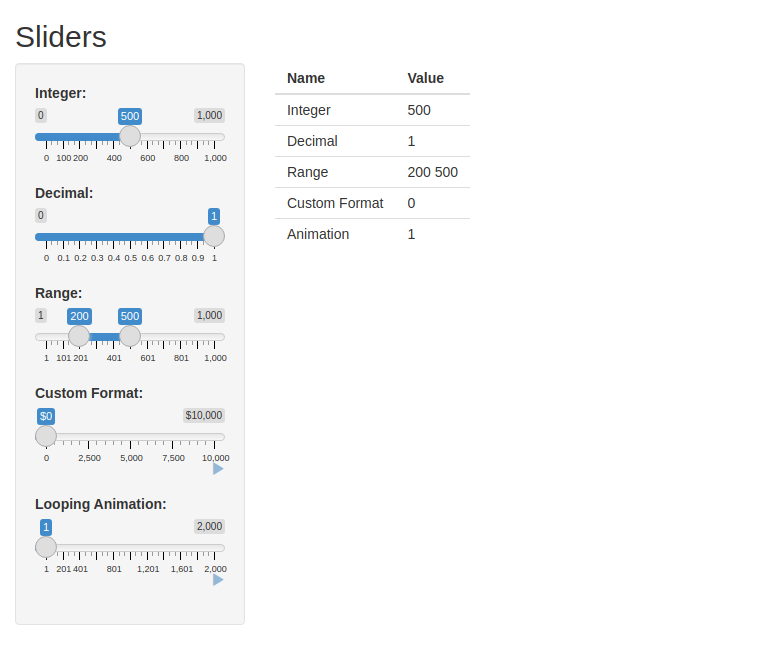 Sliders
Integer:
0 500 1,000
0 100 200 400 600 800 1,000
Decimal:
0 1
0 0.1 0.2 0.3 0.4 0.5 0.6 0.7 0.8 0.9 1
Range:
1 200 500 1,000
1 101 201 401 601 801 1,000
Custom Format:
$0 $10,000
0 2,500 5,000 7,500 10,000
Looping Animation:
1 2,000
1 201 401 801 1,201 1,601 2,000
Name Value
Integer 500
Decimal 1
Range 200 500
Custom Format 0
Animation 1